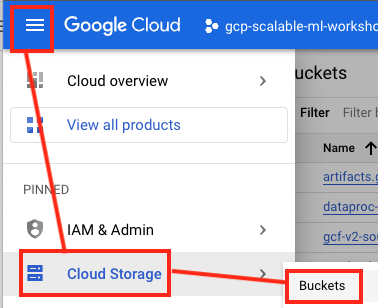 Google Cloud
gcp-scalable-ml-worksho
Cloud overview
View all products
PINNED
IAM & Admin
Cloud Storage
Buckets
Buckets
Filter Filter b
Name
artifacts.g
dataproc-
gcf-v2-sou